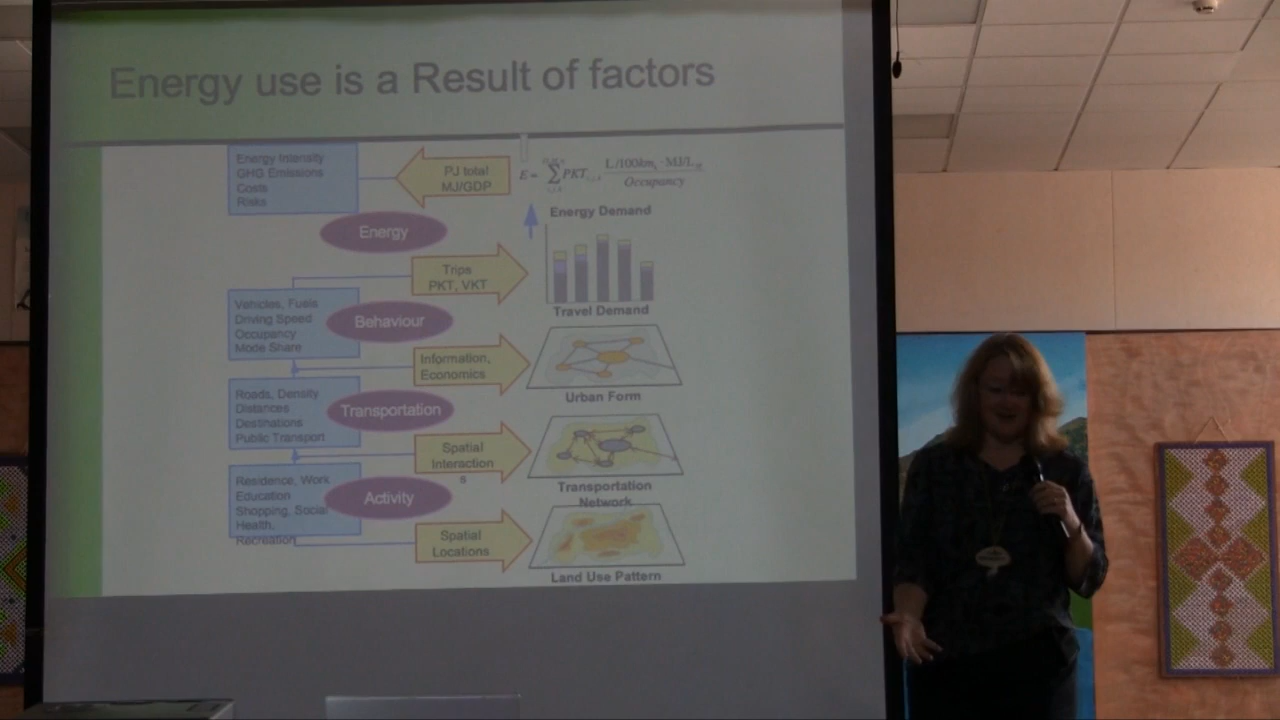 Energy use is a Result of factors
Energy Intensity
GHG Emissions
Costs
Risks
PJ total
MJ/GDP
E = ∑ PKT L/100km · MJ/L
Occupancy
Energy
Energy Demand
Trips
PKT, VKT
Travel Demand
Vehicles, Fuels
Driving Speed
Occupancy
Mode Share
Behaviour
Information,
Economics
Urban Form
Roads, Density
Distances
Destinations
Public Transport
Transportation
Spatial
Interaction
s
Transportation
Network
Residence, Work
Education
Shopping, Social
Health,
Recreation
Activity
Spatial
Locations
Land Use Pattern